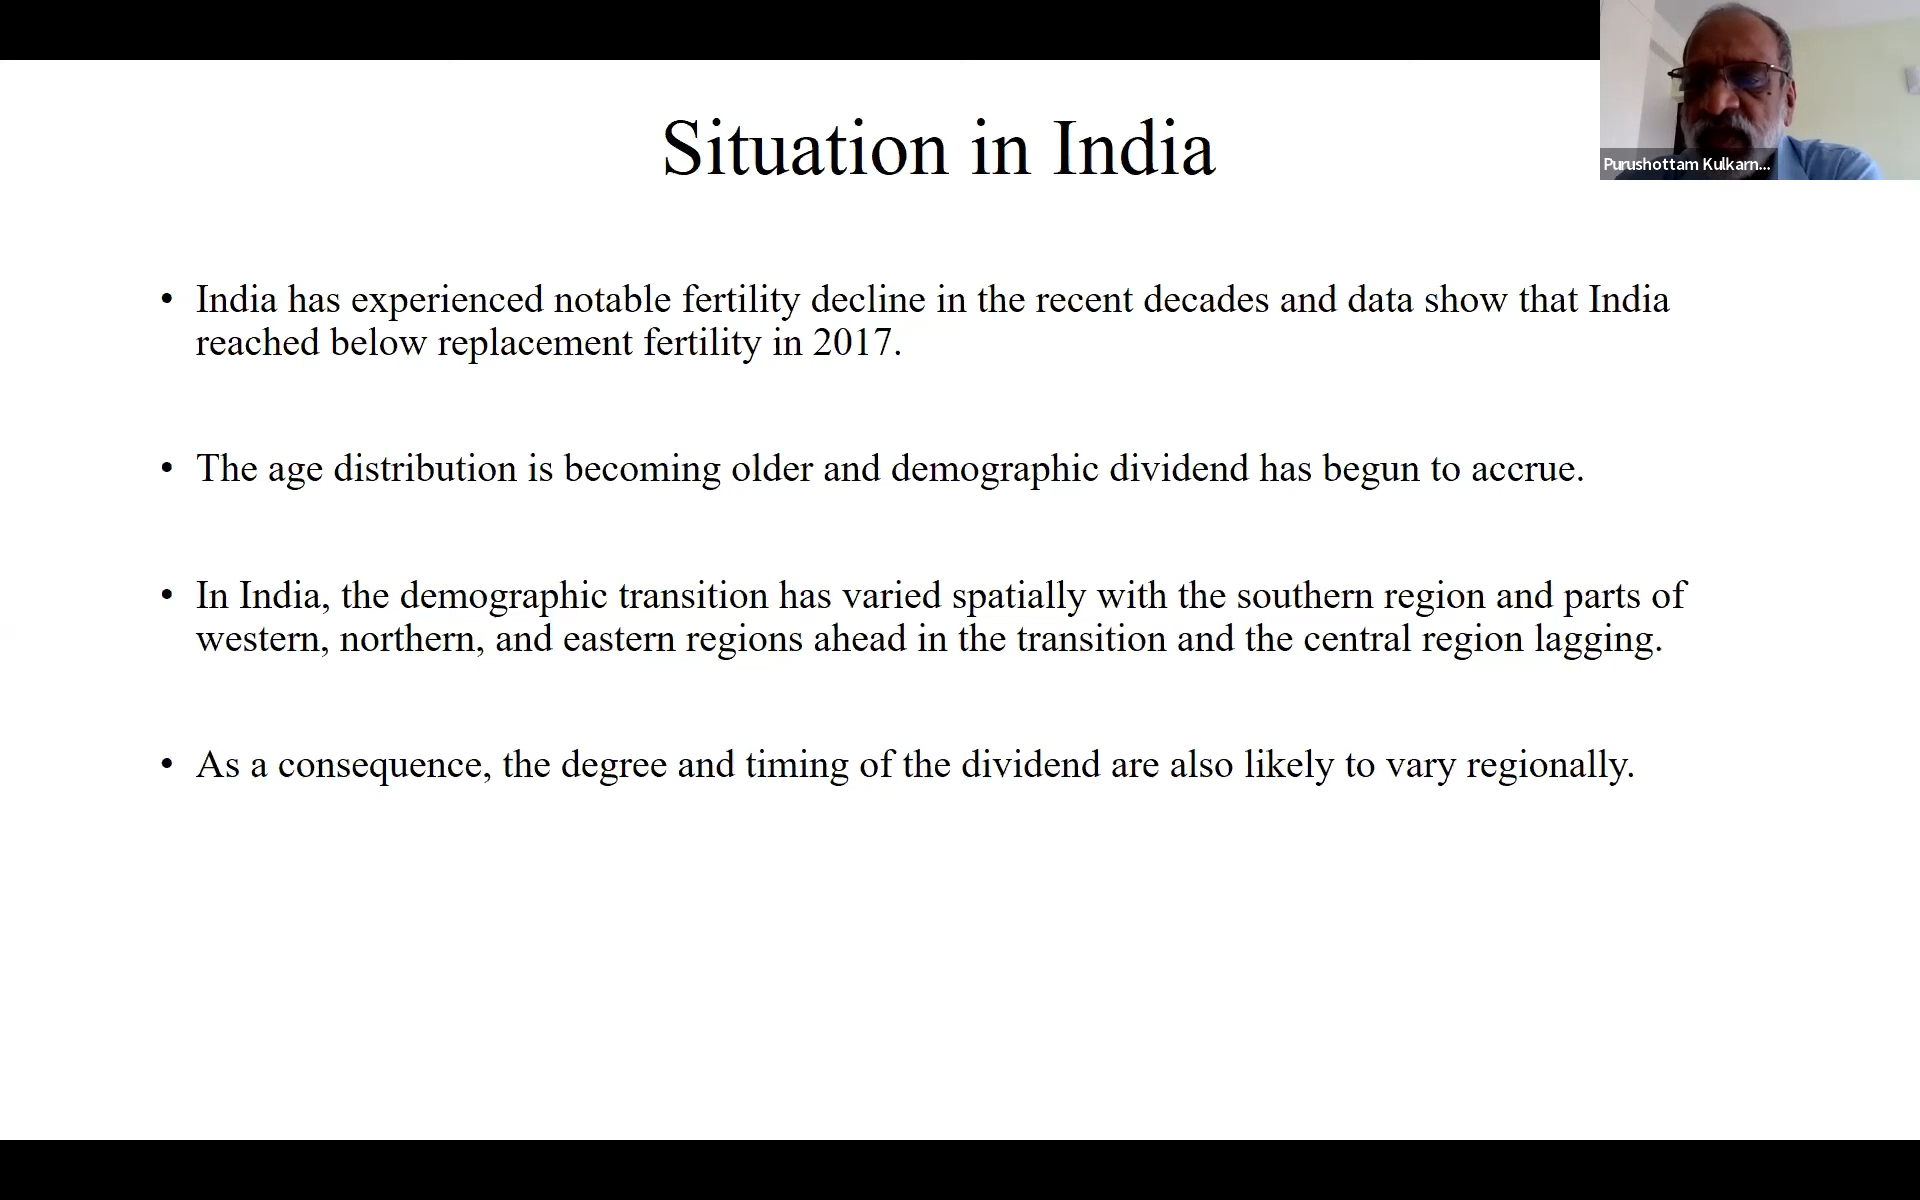 Situation in India
Purushottam Kulkarn...
• India has experienced notable fertility decline in the recent decades and data show that India
reached below replacement fertility in 2017.
• The age distribution is becoming older and demographic dividend has begun to accrue.
• In India, the demographic transition has varied spatially with the southern region and parts of
western, northern, and eastern regions ahead in the transition and the central region lagging.
• As a consequence, the degree and timing of the dividend are also likely to vary regionally.